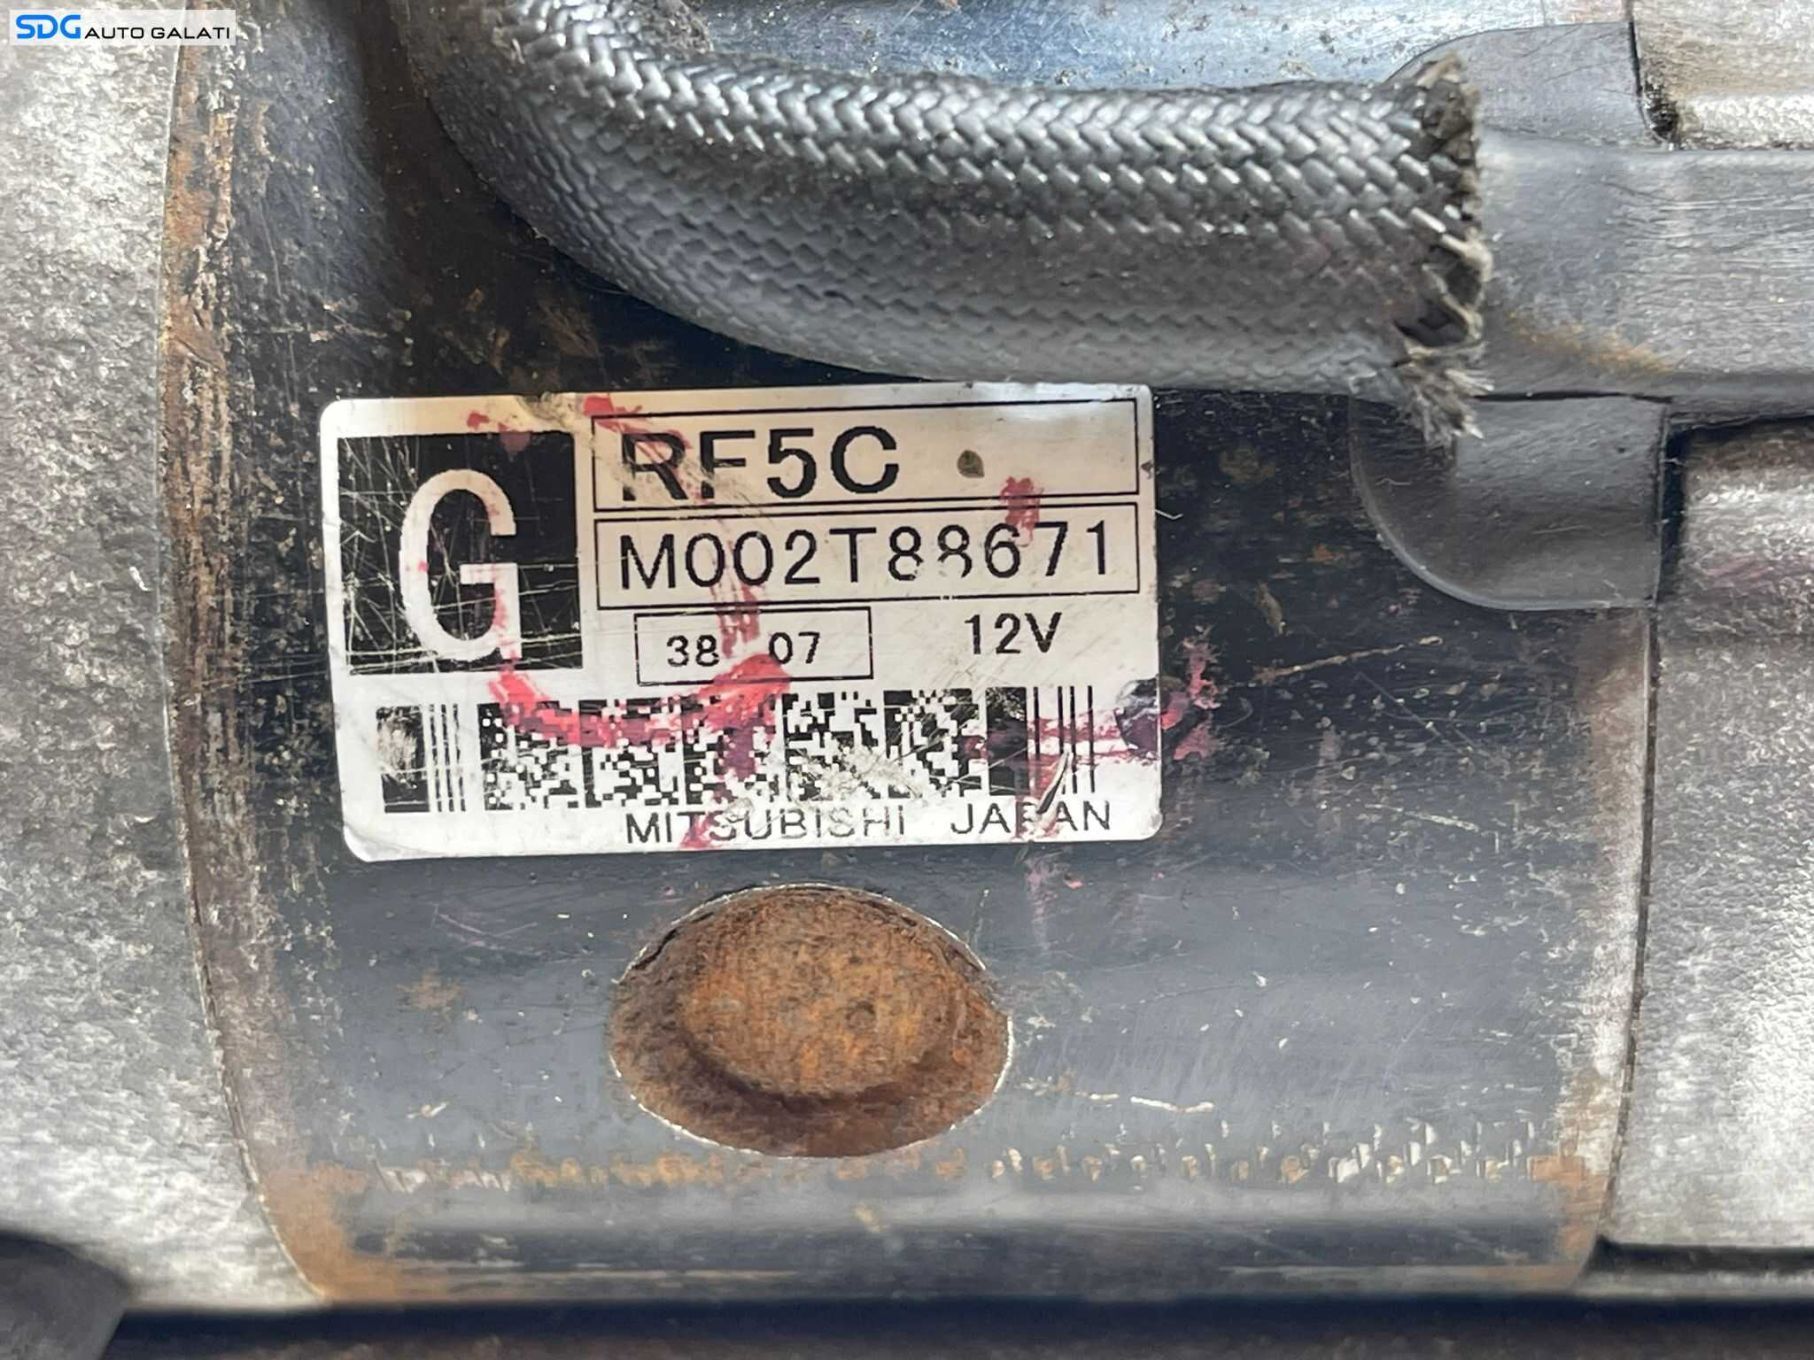 SDG AUTO GALATI
G
RF5C
M002T88671
38 07
12V
MITSUBISHI JAPAN